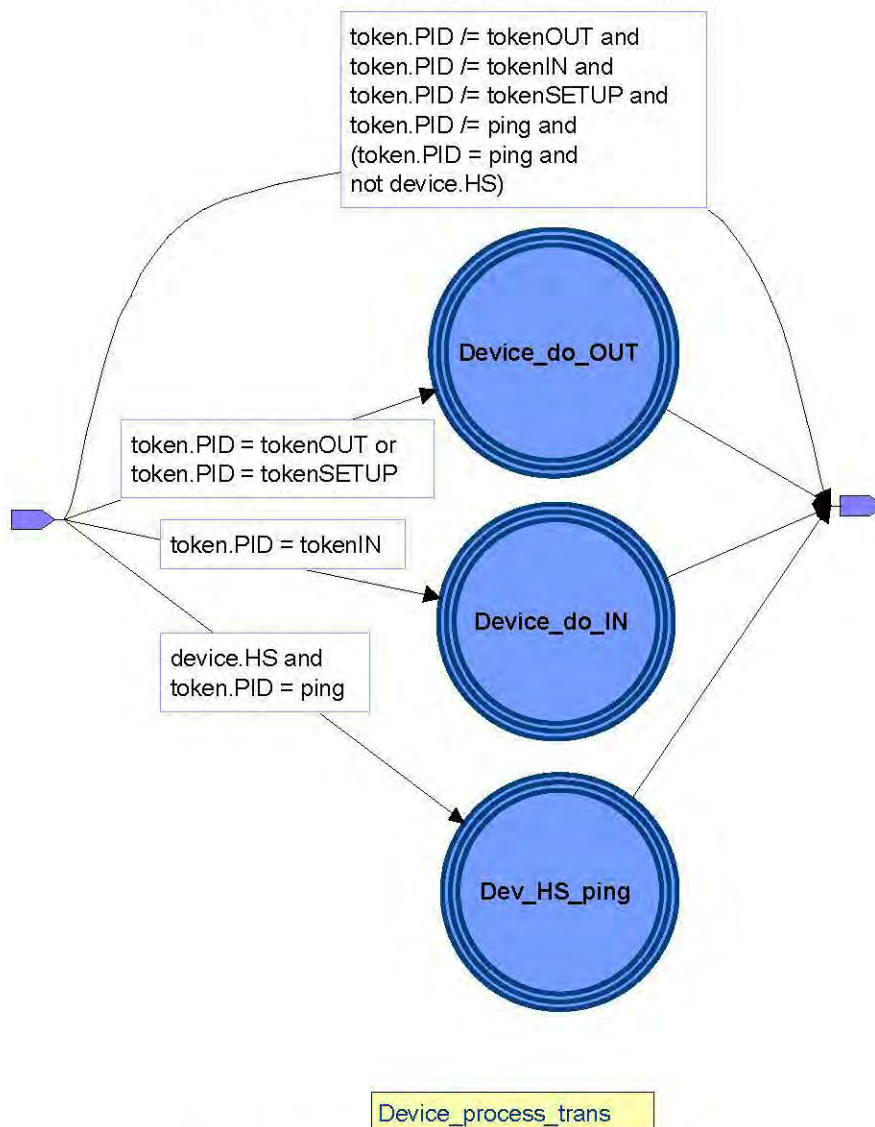 token.PID /= tokenOUT and
token.PID /= tokenIN and
token.PID /= tokenSETUP and
token.PID /= ping and
(token.PID = ping and
not device.HS)
Device_do_OUT
token.PID = tokenOUT or
token.PID = tokenSETUP
token.PID = tokenIN
Device_do_IN
device.HS and
token.PID = ping
Dev_HS_ping
Device_process_trans